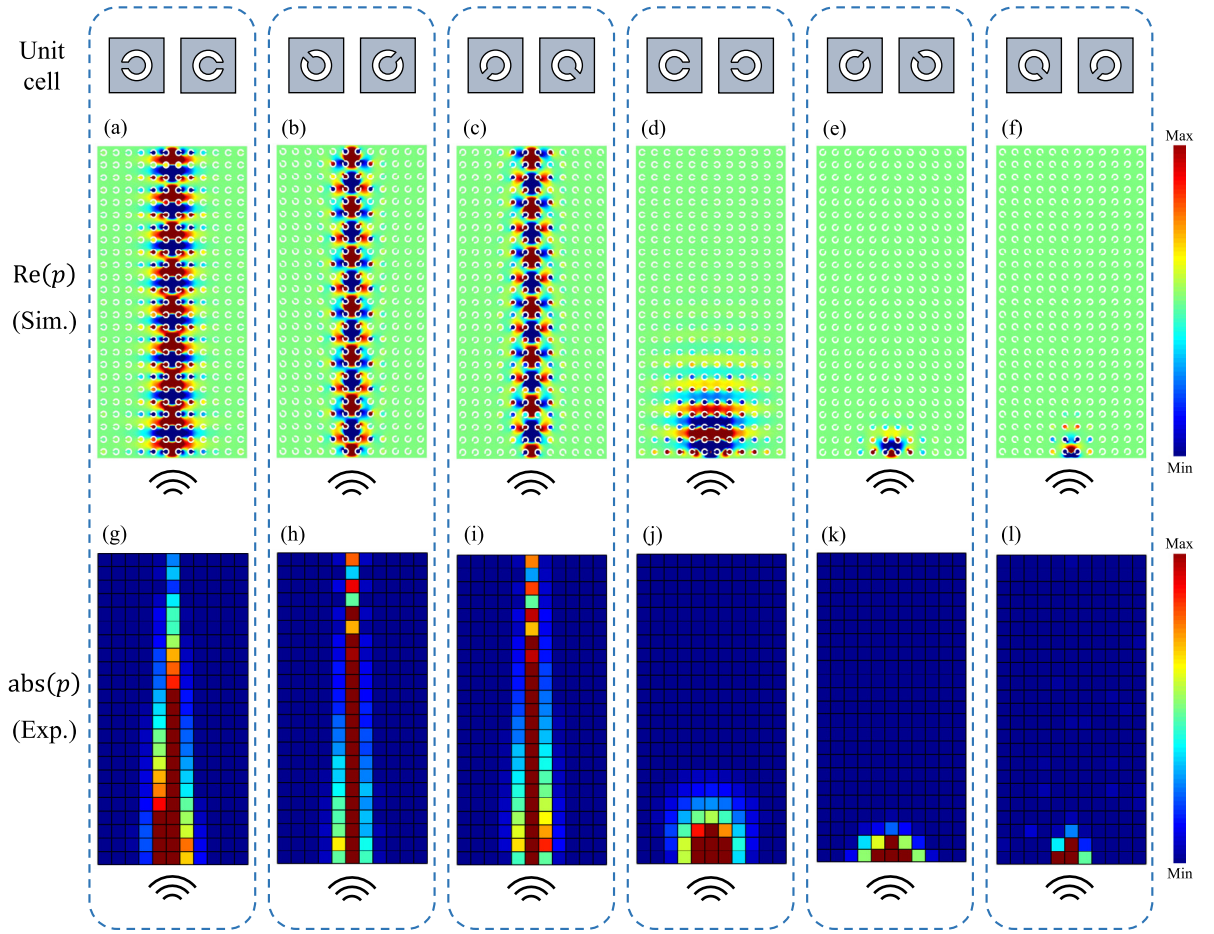 Unit
cell
(a)
(b)
(c)
(d)
(e)
(f)
Max
Re(p)
(Sim.)
Min
(g)
(h)
(i)
(j)
(k)
(l)
Max
abs(p)
(Exp.)
Min